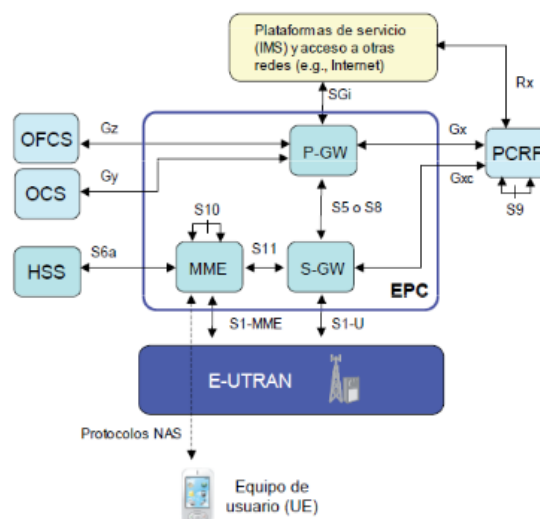 Plataformas de servicio
(IMS) y acceso a otras
redes (e.g., Internet)
SGi
Rx
OFCS
Gz
P-GW
Gx
PCRF
OCS
Gy
Gxc
S9
S5 o S8
S10
HSS
S6a
MME
S11
S-GW
EPC
S1-MME
S1-U
E-UTRAN
Protocolos NAS
Equipo de
usuario (UE)